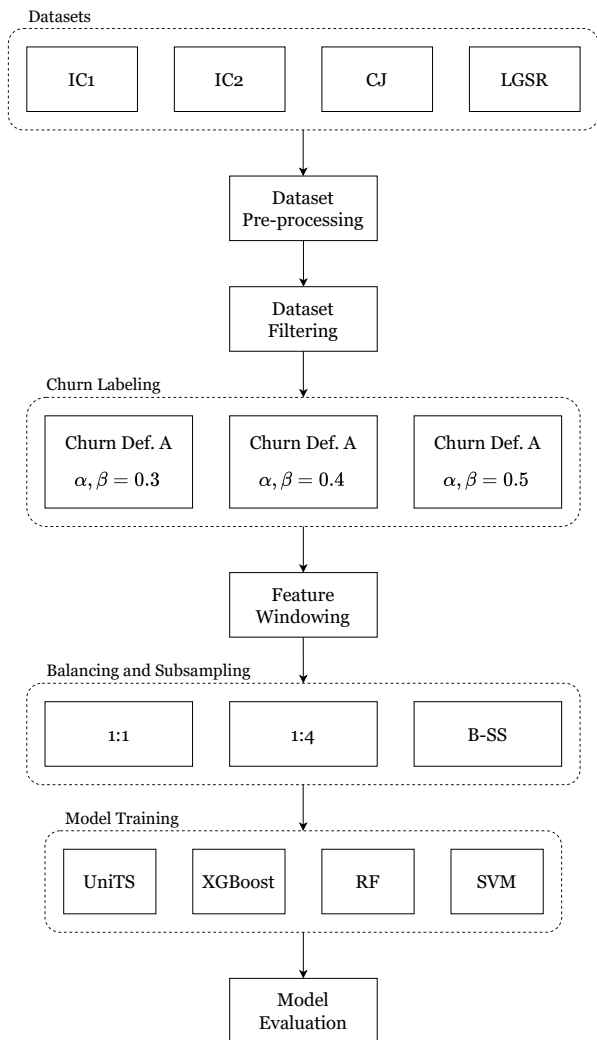 Datasets
IC1
IC2
CJ
LGSR
Dataset
Pre-processing
Dataset
Filtering
Churn Labeling
Churn Def. A
α, β = 0.3
Churn Def. A
α, β = 0.4
Churn Def. A
α, β = 0.5
Feature
Windowing
Balancing and Subsampling
1:1
1:4
B-SS
Model Training
UniTS
XGBoost
RF
SVM
Model
Evaluation